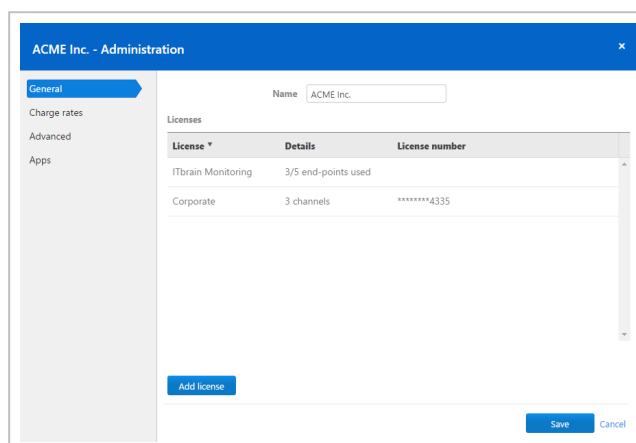 ACME Inc. - Administration
×
General
Charge rates
Advanced
Apps
Name ACME Inc.
Licenses
License ▼ Details License number
ITbrain Monitoring 3/5 end-points used
Corporate 3 channels ********4335
Add license
Save Cancel